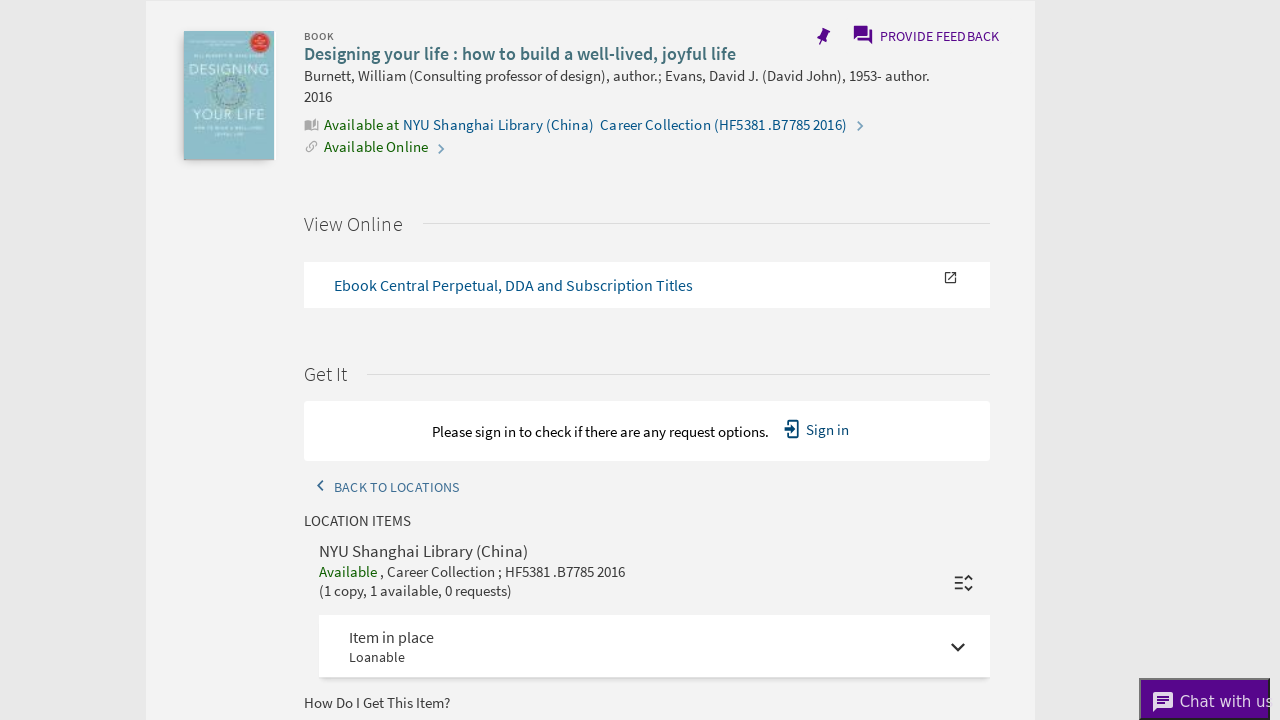 DESIGNING
YOUR LIFE
BOOK
PROVIDE FEEDBACK
Designing your life : how to build a well-lived, joyful life
Burnett, William (Consulting professor of design), author.; Evans, David J. (David John), 1953- author.
2016
Available at NYU Shanghai Library (China) Career Collection (HF5381 .B7785 2016)
Available Online
View Online
Ebook Central Perpetual, DDA and Subscription Titles
Get It
Please sign in to check if there are any request options. Sign in
BACK TO LOCATIONS
LOCATION ITEMS
NYU Shanghai Library (China)
Available , Career Collection ; HF5381 .B7785 2016
(1 copy, 1 available, 0 requests)
Item in place
Loanable
How Do I Get This Item?
Chat with us